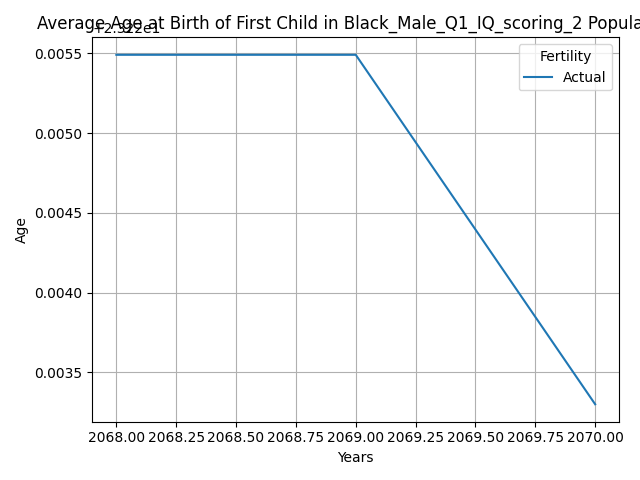 Average Age at Birth of First Child in Black_Male_Q1_IQ_scoring_2 Popula
Fertility
Actual
0.0055
0.0050
0.0045
0.0040
0.0035
Age
2068.00 2068.25 2068.50 2068.75 2069.00 2069.25 2069.50 2069.75 2070.00
Years